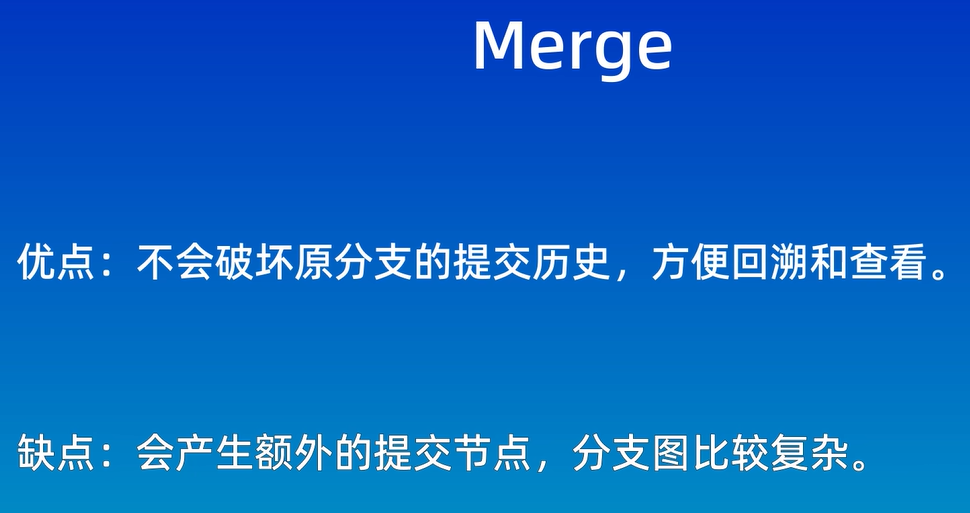 Merge
优点：不会破坏原分支的提交历史，方便回溯和查看。
缺点：会产生额外的提交节点，分支图比较复杂。